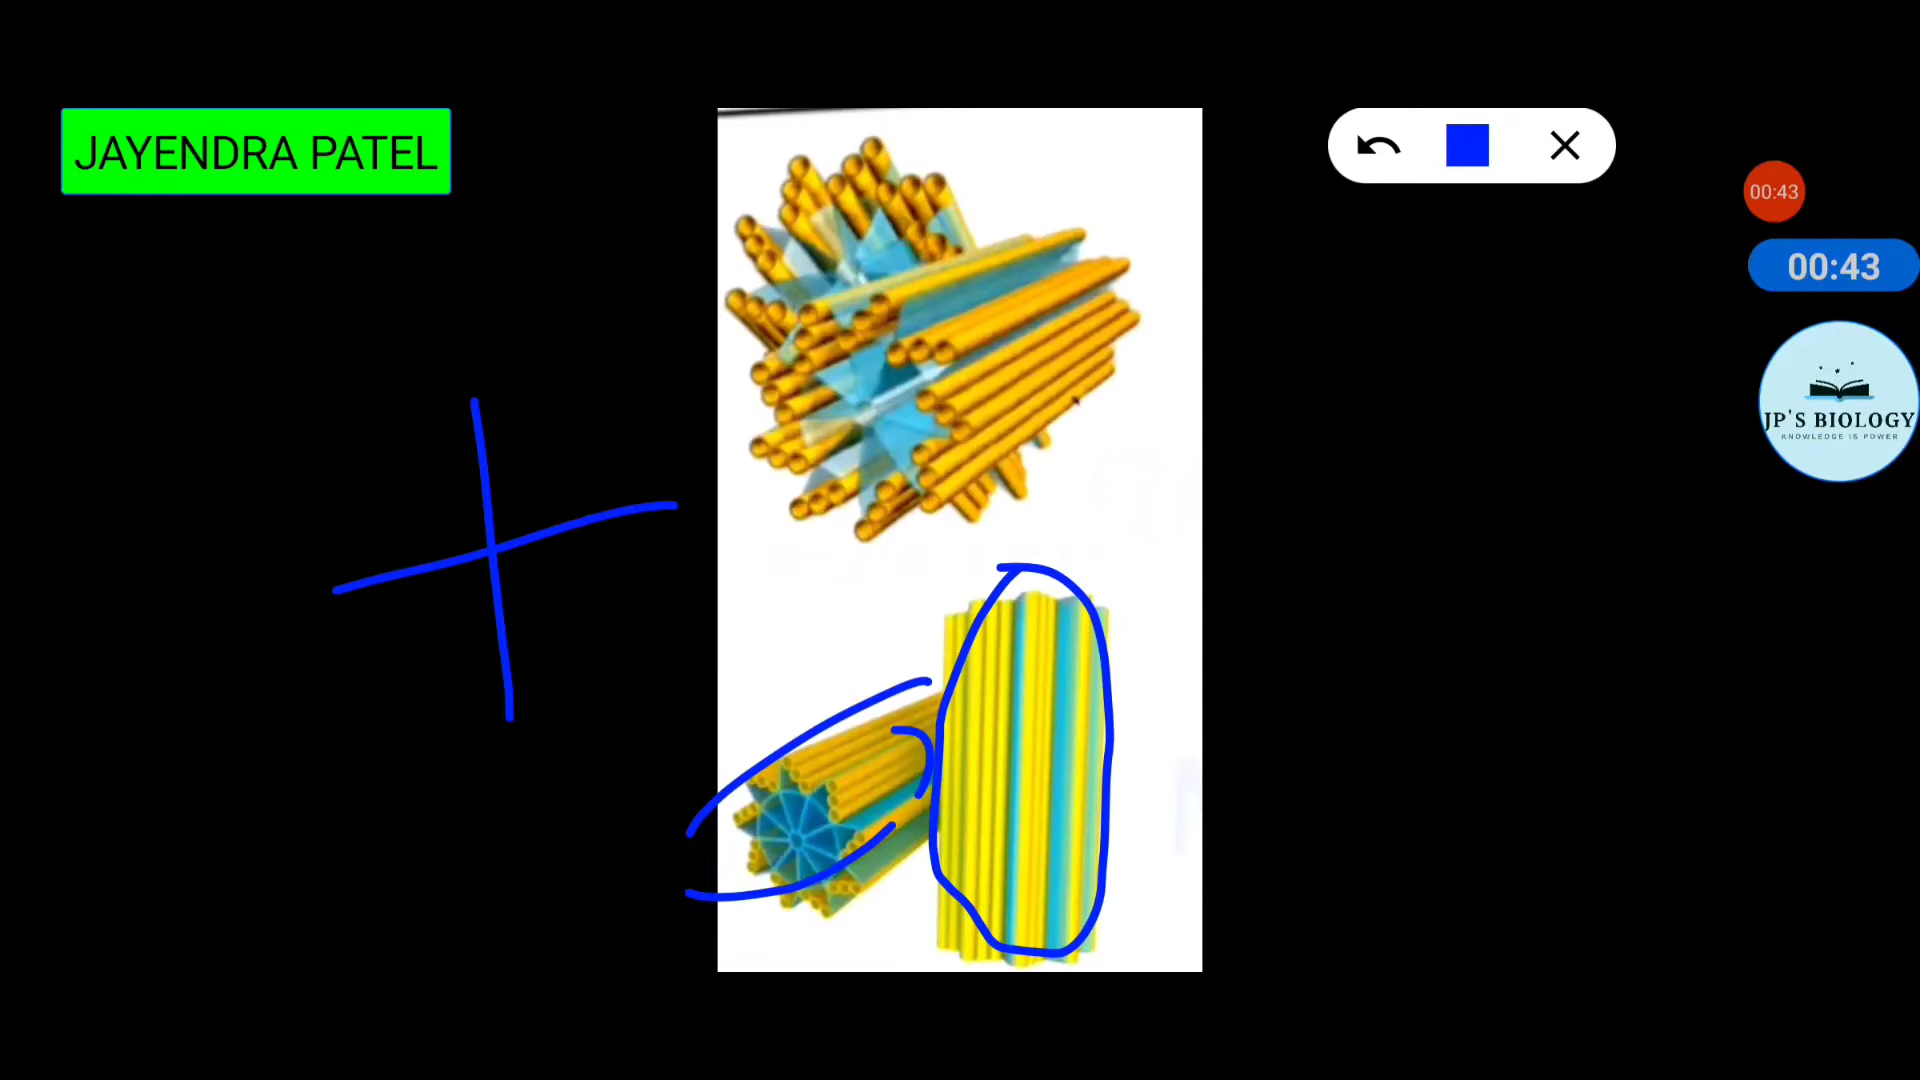 JAYENDRA PATEL
00:43
00:43
JP'S BIOLOGY
KNOWLEDGE IS POWER